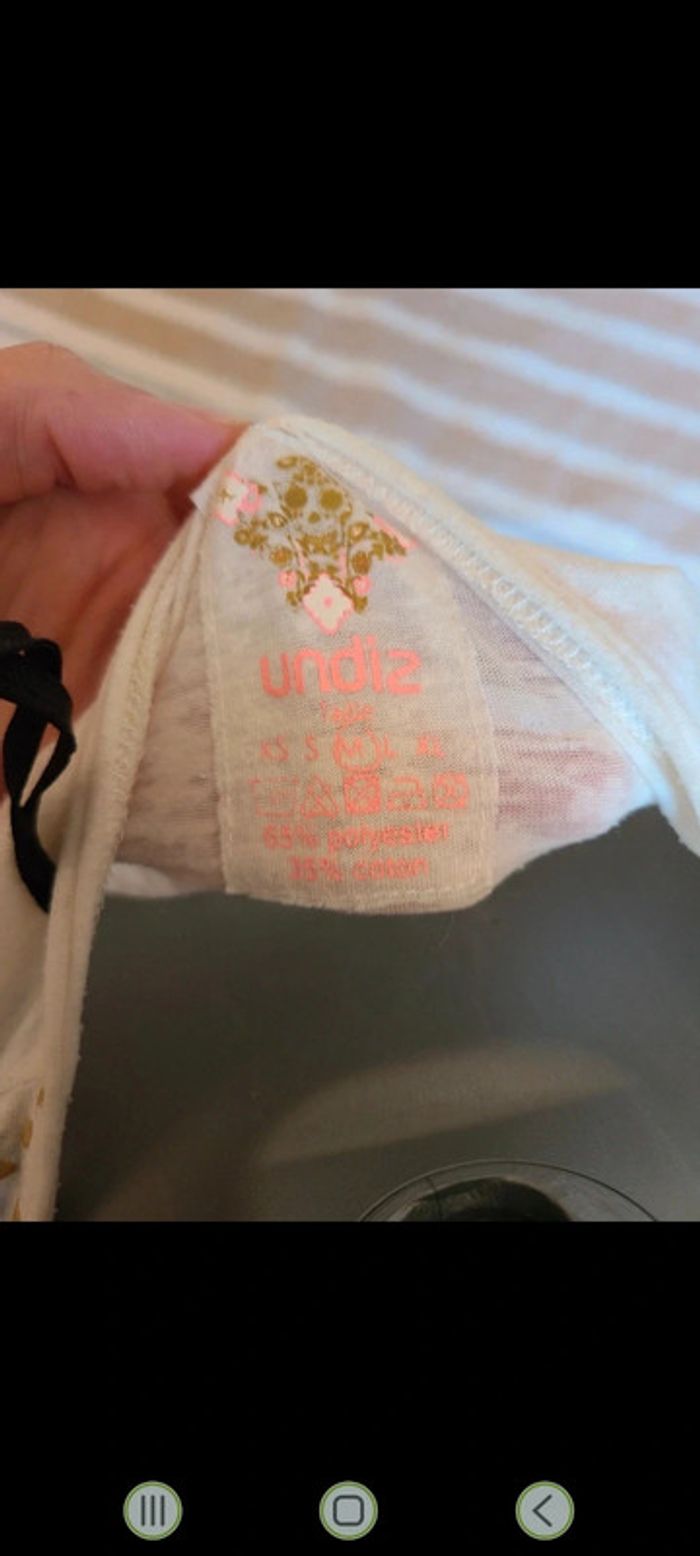 undiz
Taille
XS S M L XL
65% polyester
35% coton